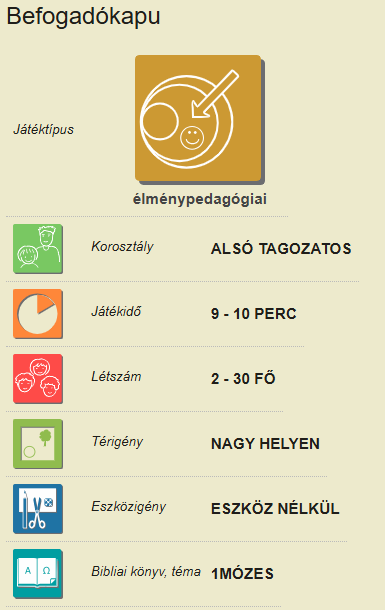 Befogadókapu
Játéktípus
élménypedagógiai
Korosztály ALSÓ TAGOZATOS
Játékidő 9 - 10 PERC
Létszám 2 - 30 FŐ
Térigény NAGY HELYEN
Eszközigény ESZKÖZ NÉLKÜL
A Ω
Bibliai könyv, téma 1MÓZES